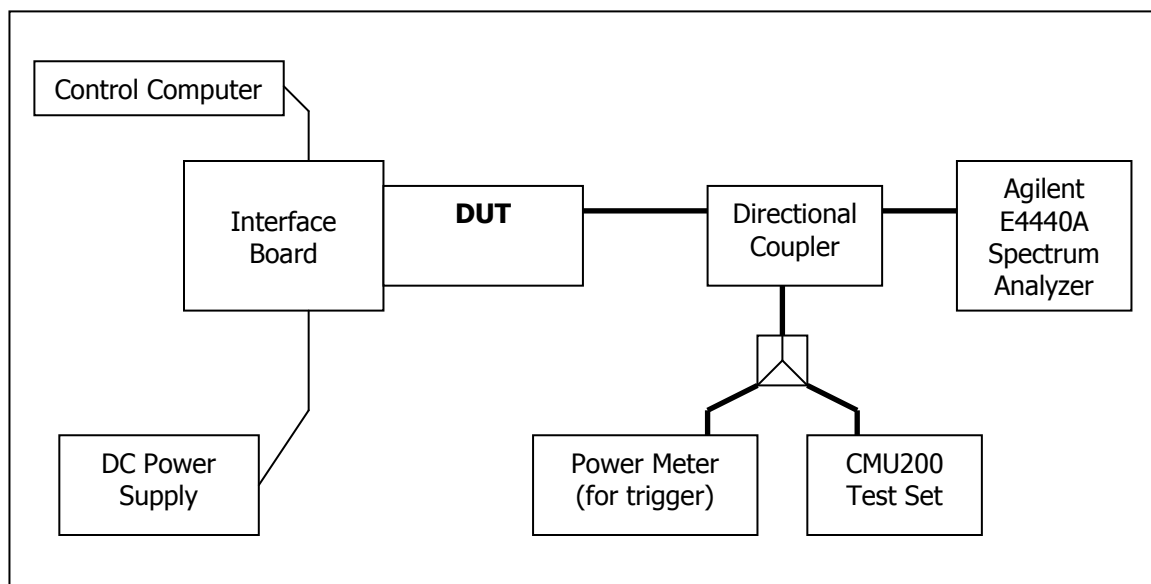 Control Computer
Interface
Board
DUT
Directional
Coupler
Agilent
E4440A
Spectrum
Analyzer
DC Power
Supply
Power Meter
(for trigger)
CMU200
Test Set